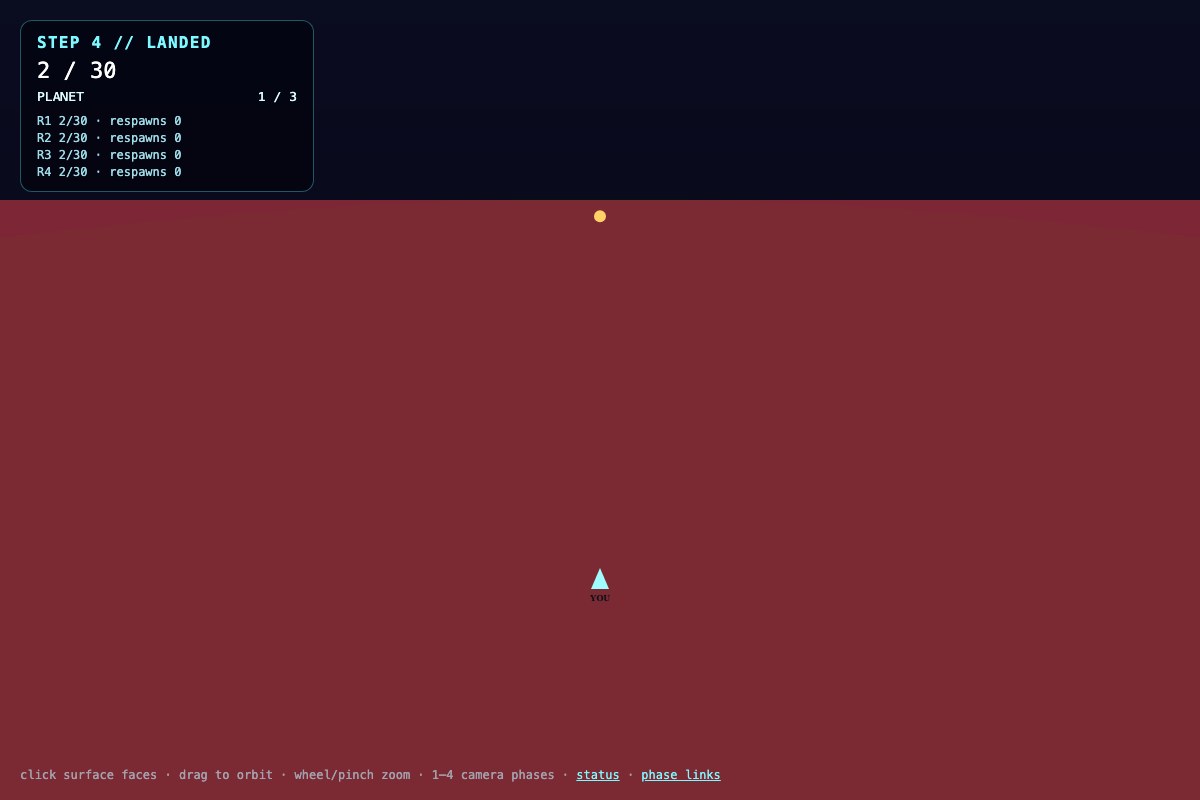 STEP 4 // LANDED
2 / 30
PLANET 1 / 3
R1 2/30 · respawns 0
R2 2/30 · respawns 0
R3 2/30 · respawns 0
R4 2/30 · respawns 0
YOU
click surface faces · drag to orbit · wheel/pinch zoom · 1–4 camera phases · status · phase links